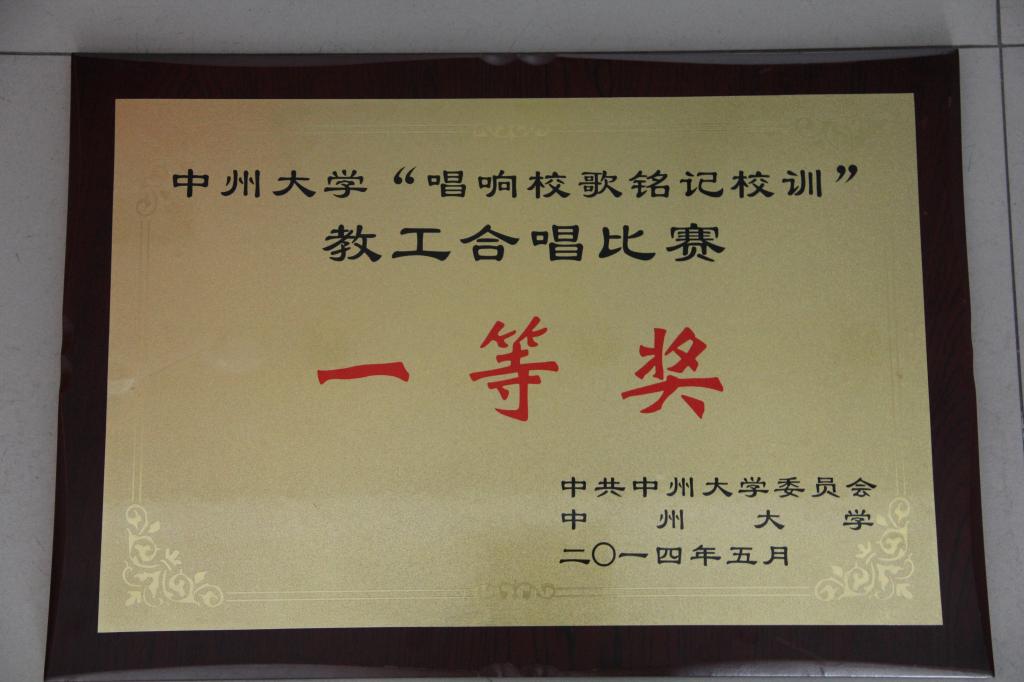 中州大学“唱响校歌铭记校训”
教工合唱比赛
一等奖
中共中州大学委员会
中州大学
二〇一四年五月